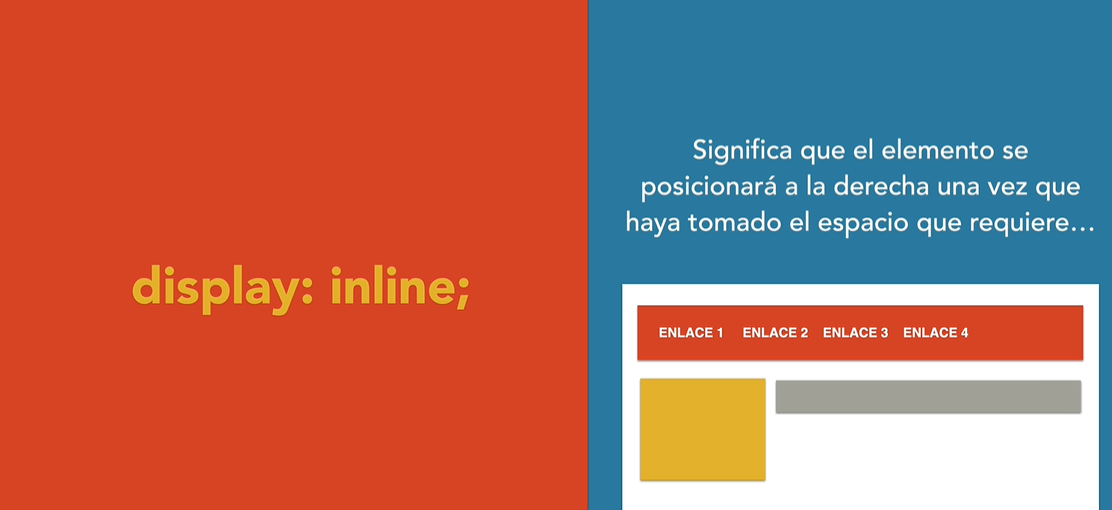 display: inline;
Significa que el elemento se
posicionará a la derecha una vez que
haya tomado el espacio que requiere…
ENLACE 1 ENLACE 2 ENLACE 3 ENLACE 4